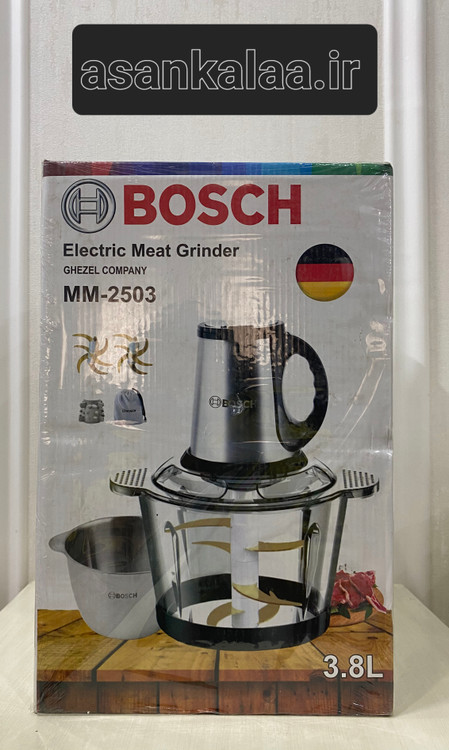 asankalaa.ir
BOSCH
Electric Meat Grinder
GHEZEL COMPANY
MM-2503
BOSCH
BOSCH
3.8L